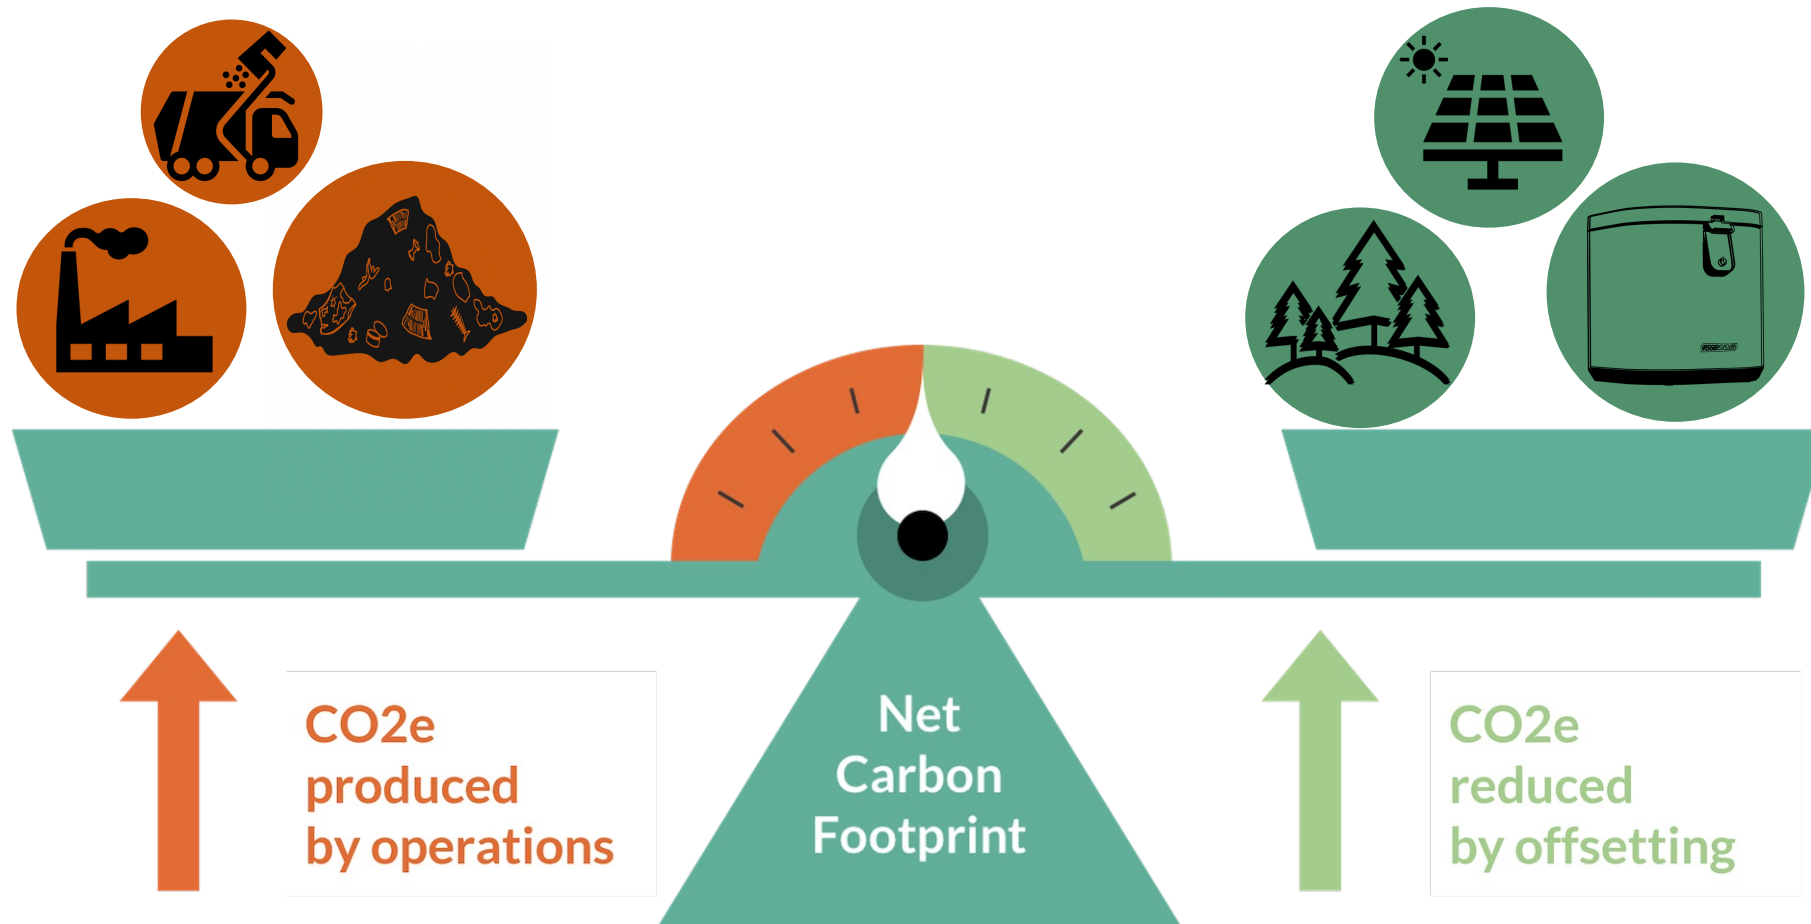 CO2e
produced
by operations
Net
Carbon
Footprint
CO2e
reduced
by offsetting